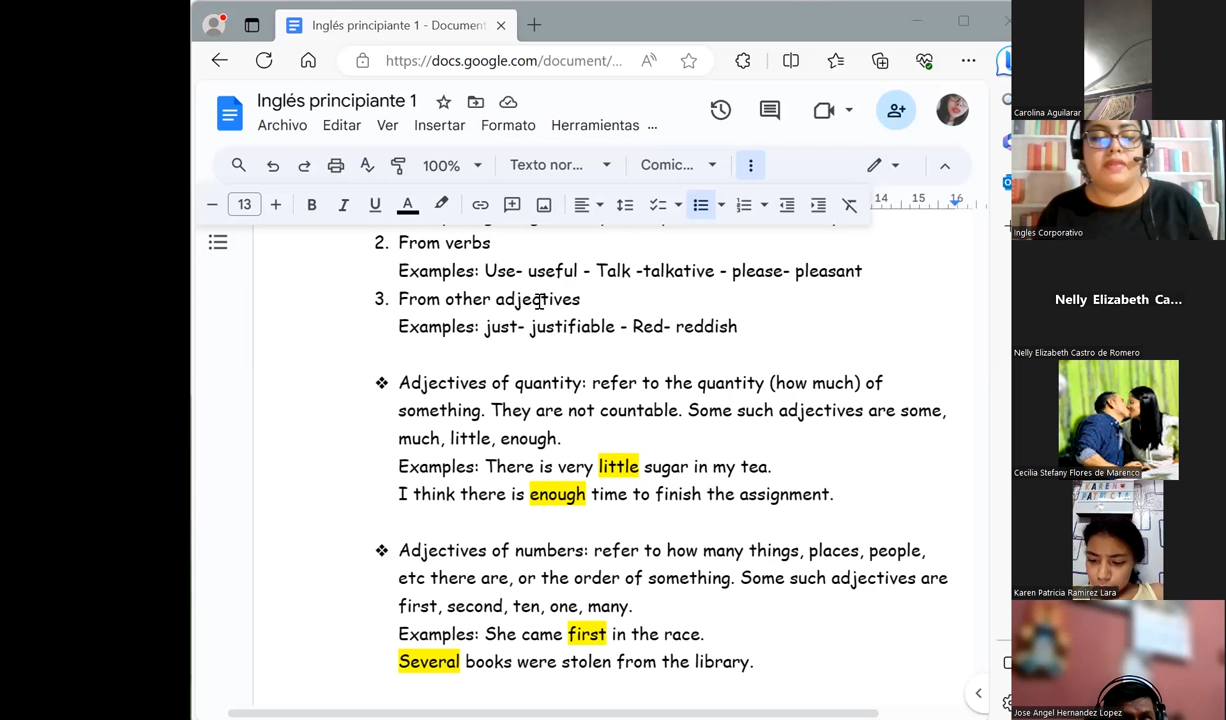 Inglés principiante 1 - Document
https://docs.google.com/document/...
Inglés principiante 1
Archivo Editar Ver Insertar Formato Herramientas ...
100% Texto nor... Comic...
13
14 15 16
2. From verbs
Examples: Use- useful - Talk -talkative - please- pleasant
3. From other adjectives
Examples: just- justifiable - Red- reddish
❖ Adjectives of quantity: refer to the quantity (how much) of
something. They are not countable. Some such adjectives are some,
much, little, enough.
Examples: There is very little sugar in my tea.
I think there is enough time to finish the assignment.
❖ Adjectives of numbers: refer to how many things, places, people,
etc there are, or the order of something. Some such adjectives are
first, second, ten, one, many.
Examples: She came first in the race.
Several books were stolen from the library.
Carolina Aguilarar
Ingles Corporativo
Nelly Elizabeth Ca...
Nelly Elizabeth Castro de Romero
Cecilia Stefany Flores de Marenco
KAREN
PATRICIA
Karen Patricia Ramirez Lara
Jose Angel Hernandez Lopez